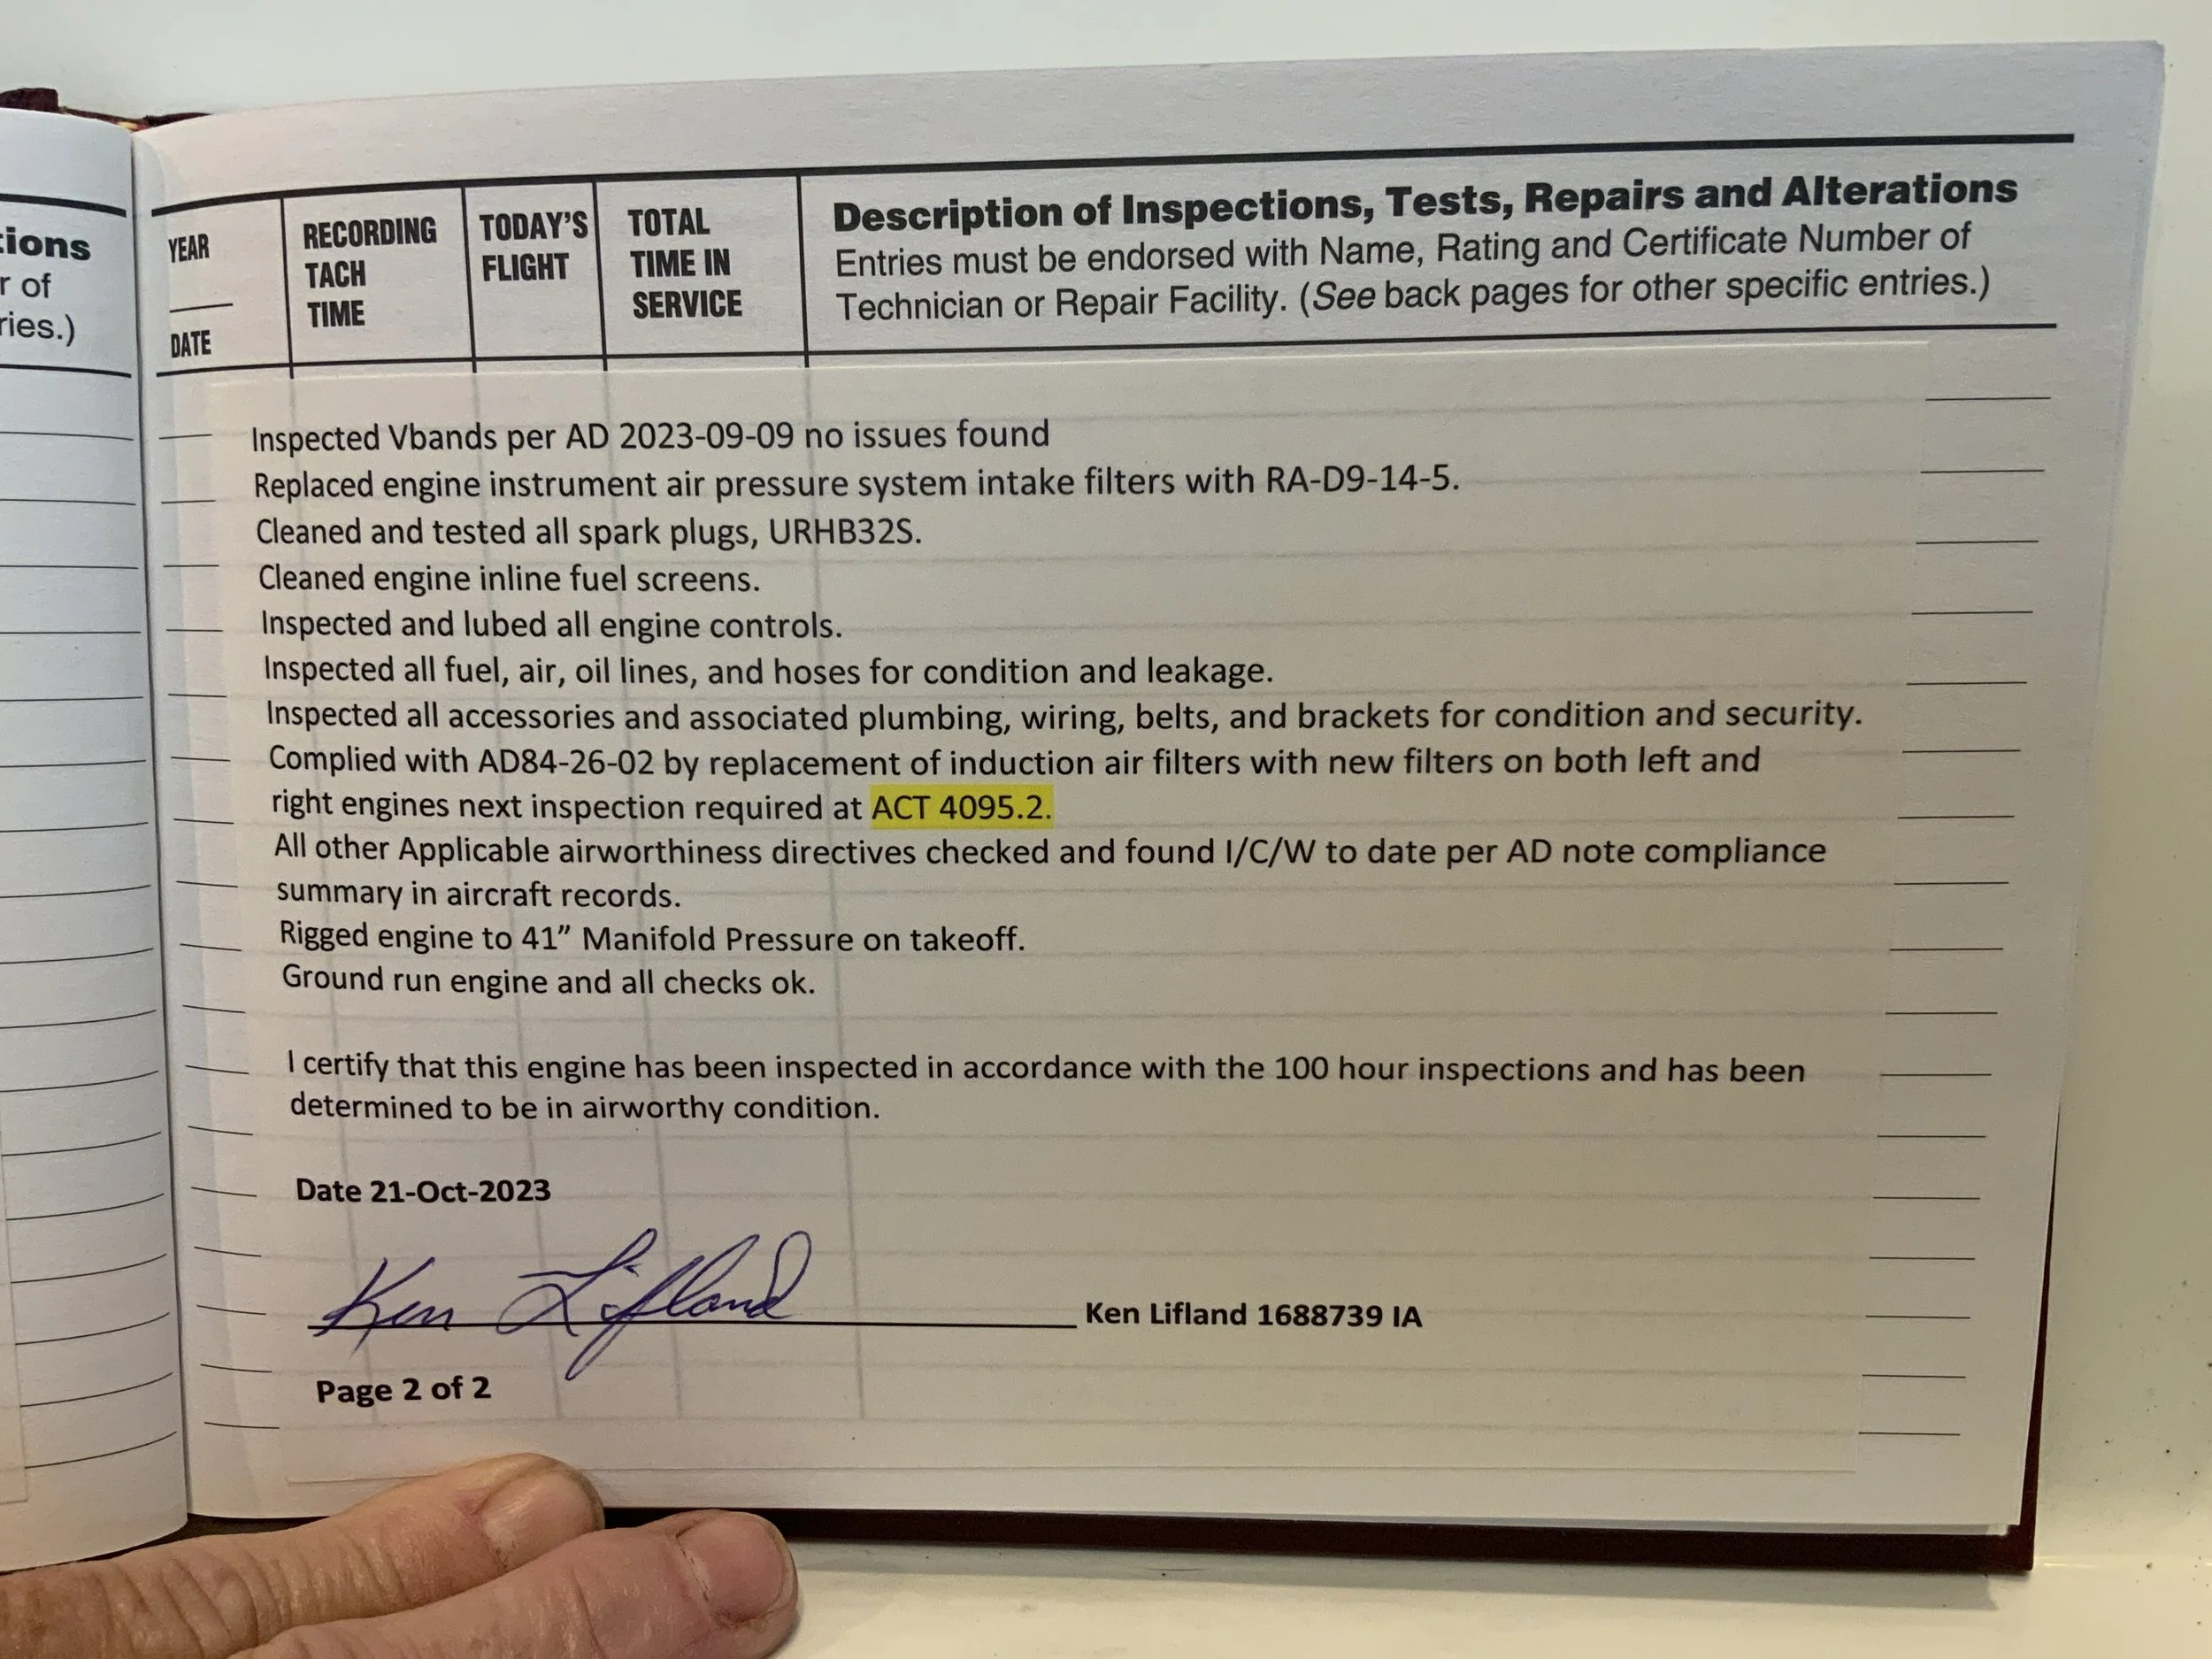 tions
r of
ries.)
YEAR
DATE
RECORDING
TACH
TIME
TODAY'S
FLIGHT
TOTAL
TIME IN
SERVICE
Description of Inspections, Tests, Repairs and Alterations
Entries must be endorsed with Name, Rating and Certificate Number of
Technician or Repair Facility. (See back pages for other specific entries.)
Inspected Vbands per AD 2023-09-09 no issues found
Replaced engine instrument air pressure system intake filters with RA-D9-14-5.
Cleaned and tested all spark plugs, URHB32S.
Cleaned engine inline fuel screens.
Inspected and lubed all engine controls.
Inspected all fuel, air, oil lines, and hoses for condition and leakage.
Inspected all accessories and associated plumbing, wiring, belts, and brackets for condition and security.
Complied with AD84-26-02 by replacement of induction air filters with new filters on both left and
right engines next inspection required at ACT 4095.2.
All other Applicable airworthiness directives checked and found I/C/W to date per AD note compliance
summary in aircraft records.
Rigged engine to 41” Manifold Pressure on takeoff.
Ground run engine and all checks ok.
I certify that this engine has been inspected in accordance with the 100 hour inspections and has been
determined to be in airworthy condition.
Date 21-Oct-2023
Ken Lifland
Ken Lifland 1688739 IA
Page 2 of 2